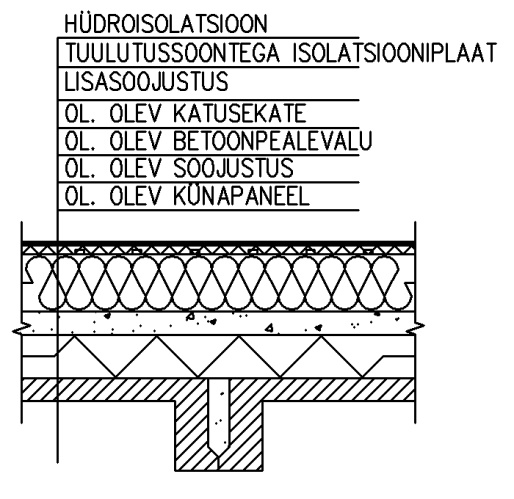 HÜDROISOLATSIOON
TUULUTUSSOONTEGA ISOLATSIOONIPLAAT
LISASOOJUSTUS
OL. OLEV KATUSEKATE
OL. OLEV BETOONPEALEVALU
OL. OLEV SOOJUSTUS
OL. OLEV KÜNAPANEEL